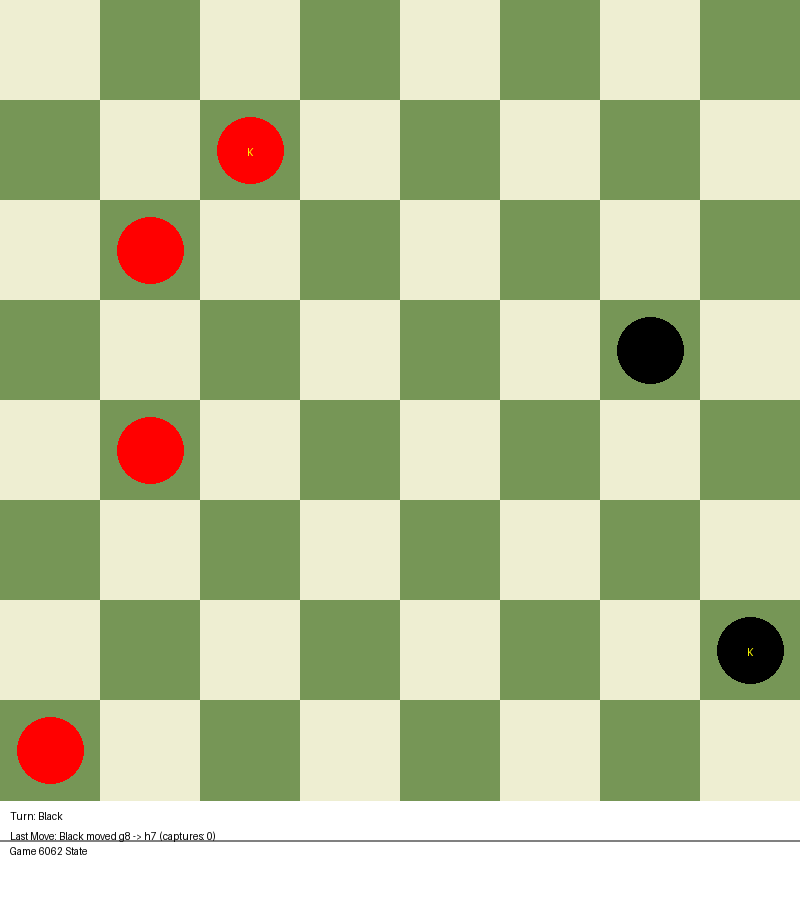 K
K
Turn: Black
Last Move: Black moved g8 -> h7 (captures: 0)
Game 6062 State